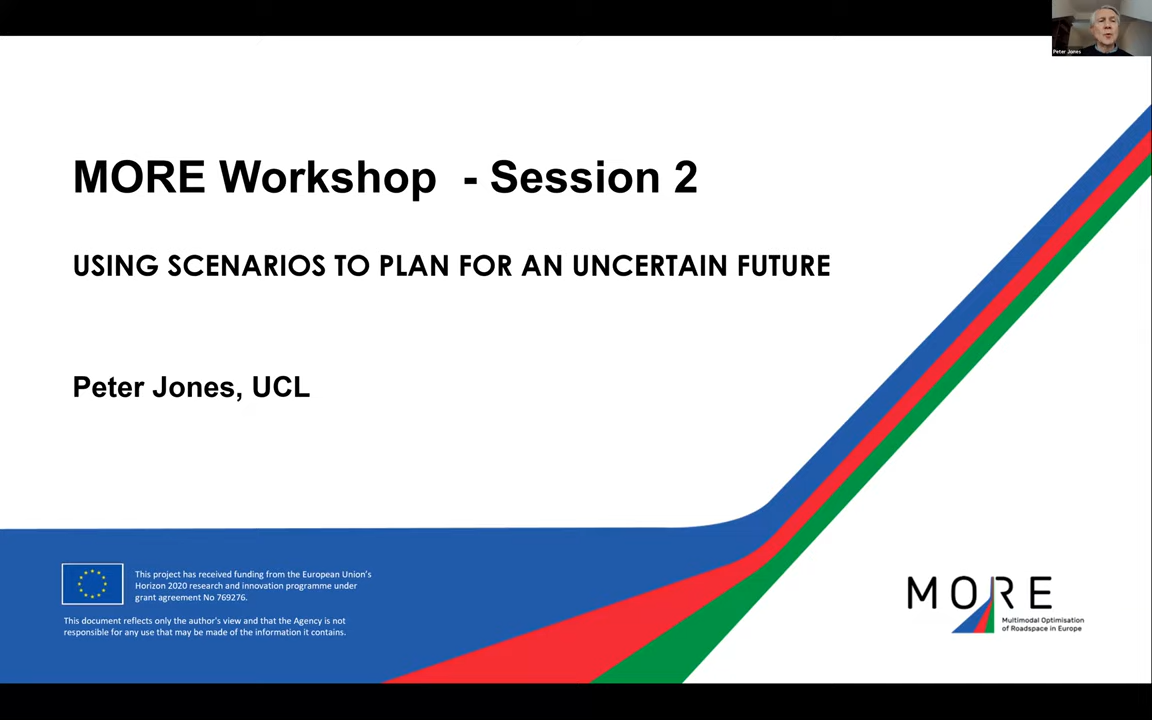 Peter Jones
MORE Workshop - Session 2
USING SCENARIOS TO PLAN FOR AN UNCERTAIN FUTURE
Peter Jones, UCL
This project has received funding from the European Union's
Horizon 2020 research and innovation programme under
grant agreement No 769276.
This document reflects only the author's view and that the Agency is not
responsible for any use that may be made of the information it contains.
MORE
Multimodal Optimisation
of Roadspace in Europe